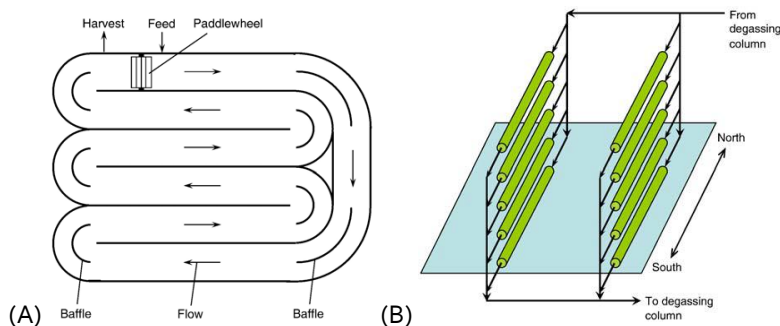 Harvest
Feed
Paddlewheel
(A)
Baffle
Flow
Baffle
From
degassing
column
North
South
To degassing
column
(B)